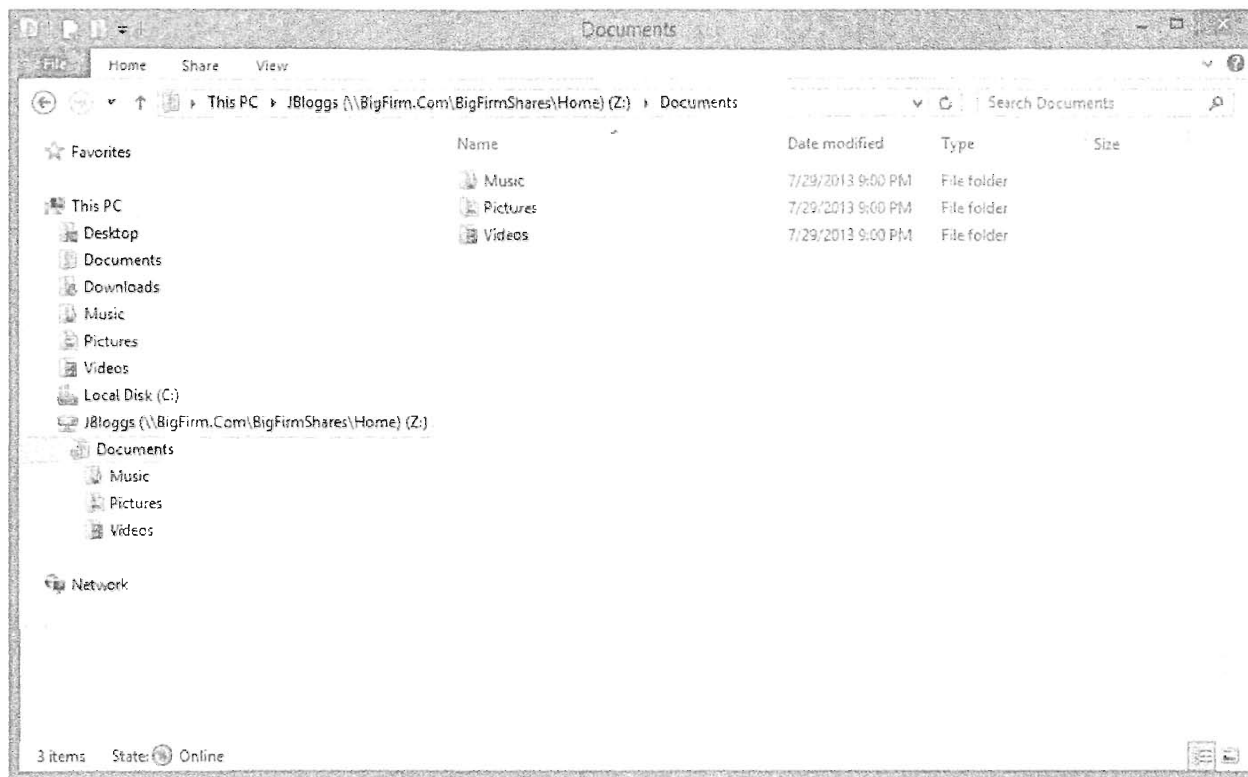 Documents
File Home Share View
This PC JBloggs (\\BigFirm.Com\BigFirmShares\Home) (Z:) Documents Search Documents
Name Date modified Type Size
Favorites
Music 7/29/2013 9:00 PM File folder
This PC
Pictures 7/29/2013 9:00 PM File folder
Desktop
Videos 7/29/2013 9:00 PM File folder
Documents
Downloads
Music
Pictures
Videos
Local Disk (C:)
JBloggs (\\BigFirm.Com\BigFirmShares\Home) (Z:)
Documents
Music
Pictures
Videos
Network
3 items State: Online